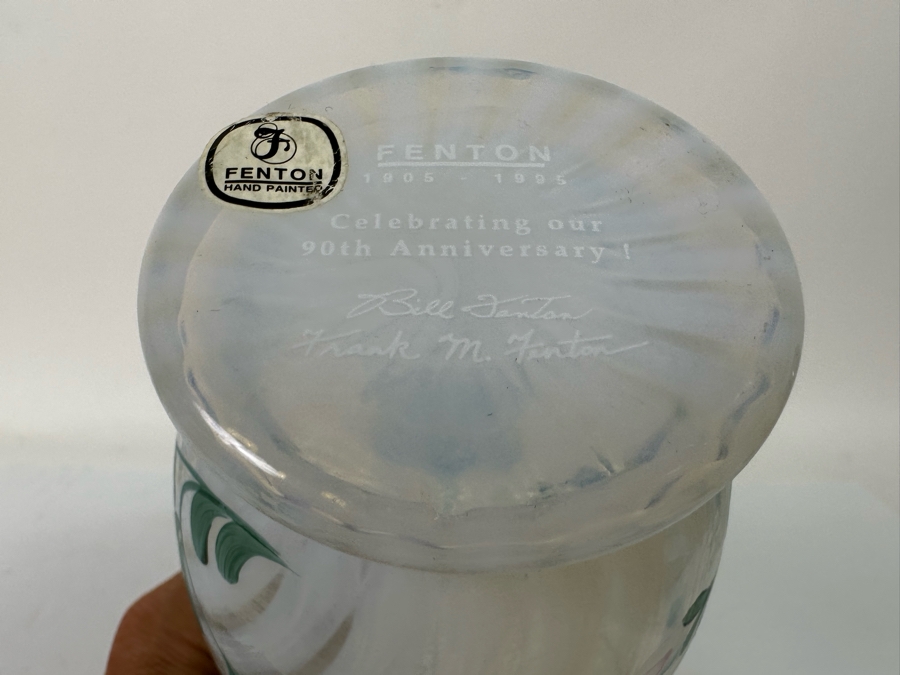 F
FENTON
HAND PAINTED
FENTON
1905 - 1995
Celebrating our
90th Anniversary !
Bill Fenton
Frank M. Fenton